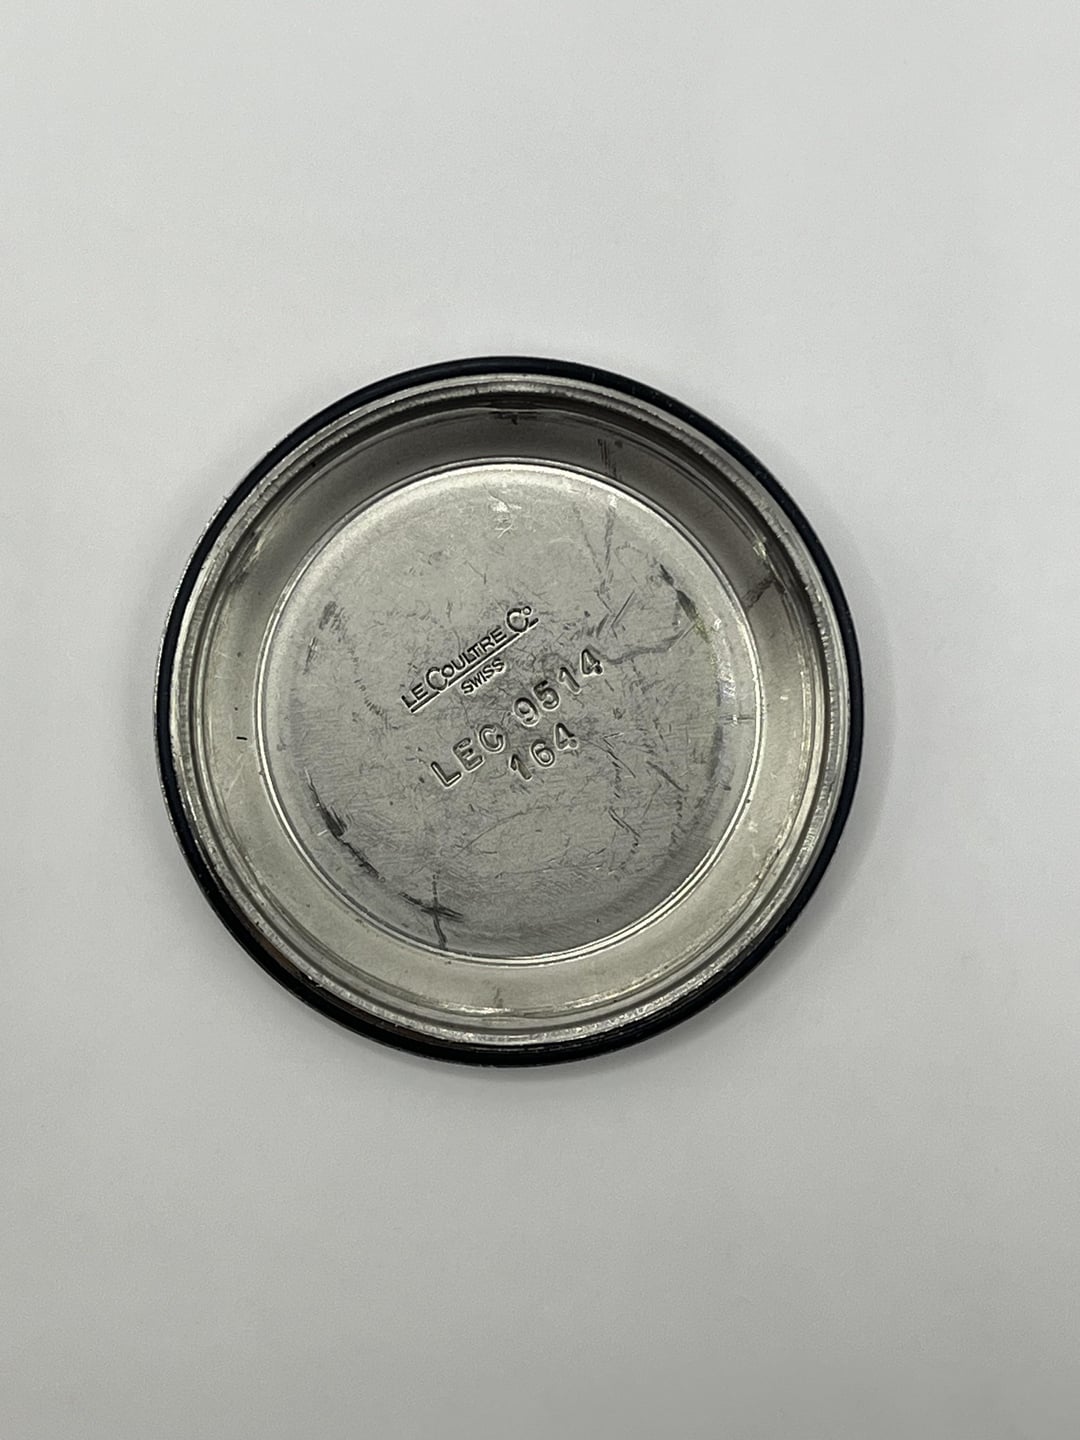 LECOULTRE Co
SWISS
LEC 9514
164